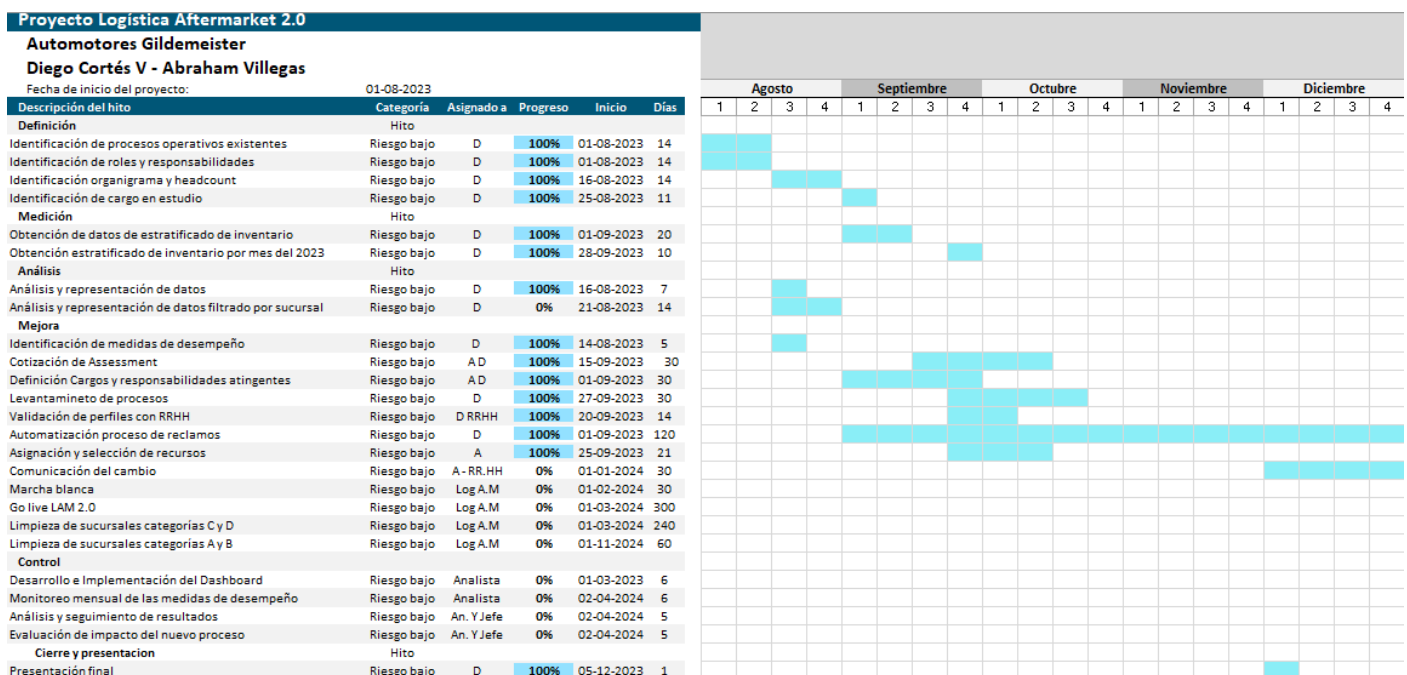 Proyecto Logística Aftermarket 2.0
Automotores Gildemeister
Diego Cortés V - Abraham Villegas
Fecha de inicio del proyecto: 01-08-2023 Agosto Septiembre Octubre Noviembre Diciembre
Descripción del hito Categoría Asignado a Progreso Inicio Días 1 2 3 4 1 2 3 4 1 2 3 4 1 2 3 4 1 2 3 4
Definición Hito
Identificación de procesos operativos existentes Riesgo bajo D 100% 01-08-2023 14
Identificación de roles y responsabilidades Riesgo bajo D 100% 01-08-2023 14
Identificación organigrama y headcount Riesgo bajo D 100% 16-08-2023 14
Identificación de cargo en estudio Riesgo bajo D 100% 25-08-2023 11
Medición Hito
Obtención de datos de estratificado de inventario Riesgo bajo D 100% 01-09-2023 20
Obtención estratificado de inventario por mes del 2023 Riesgo bajo D 100% 28-09-2023 10
Análisis Hito
Análisis y representación de datos Riesgo bajo D 100% 16-08-2023 7
Análisis y representación de datos filtrado por sucursal Riesgo bajo D 0% 21-08-2023 14
Mejora
Identificación de medidas de desempeño Riesgo bajo D 100% 14-08-2023 5
Cotización de Assessment Riesgo bajo A D 100% 15-09-2023 30
Definición Cargos y responsabilidades atingentes Riesgo bajo A D 100% 01-09-2023 30
Levantamineto de procesos Riesgo bajo D 100% 27-09-2023 30
Validación de perfiles con RRHH Riesgo bajo D RRHH 100% 20-09-2023 14
Automatización proceso de reclamos Riesgo bajo D 100% 01-09-2023 120
Asignación y selección de recursos Riesgo bajo A 100% 25-09-2023 21
Comunicación del cambio Riesgo bajo A - RR.HH 0% 01-01-2024 30
Marcha blanca Riesgo bajo Log A.M 0% 01-02-2024 30
Go live LAM 2.0 Riesgo bajo Log A.M 0% 01-03-2024 300
Limpieza de sucursales categorías C y D Riesgo bajo Log A.M 0% 01-03-2024 240
Limpieza de sucursales categorías A y B Riesgo bajo Log A.M 0% 01-11-2024 60
Control
Desarrollo e Implementación del Dashboard Riesgo bajo Analista 0% 01-03-2023 6
Monitoreo mensual de las medidas de desempeño Riesgo bajo Analista 0% 02-04-2024 6
Análisis y seguimiento de resultados Riesgo bajo An. Y Jefe 0% 02-04-2024 5
Evaluación de impacto del nuevo proceso Riesgo bajo An. Y Jefe 0% 02-04-2024 5
Cierre y presentacion Hito
Presentación final Riesgo bajo D 100% 05-12-2023 1